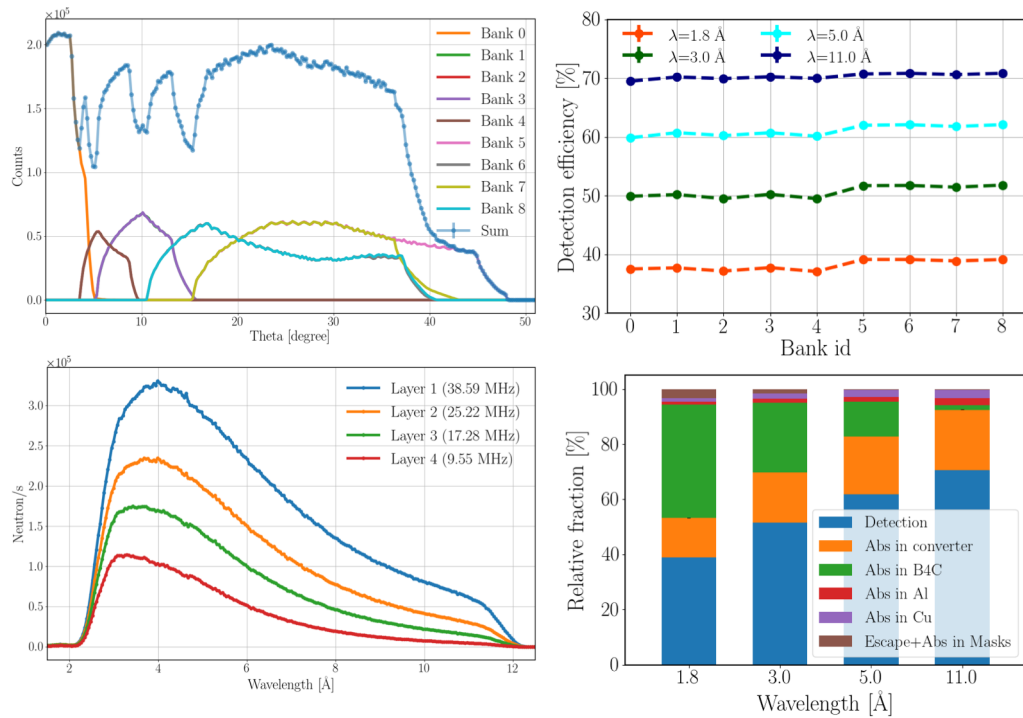 ×10⁵
2.0
1.5
1.0
0.5
0.0
Counts
0
10
20
30
40
50
Theta [degree]
Bank 0
Bank 1
Bank 2
Bank 3
Bank 4
Bank 5
Bank 6
Bank 7
Bank 8
Sum
80
70
60
50
40
30
Detection efficiency [%]
λ=1.8 Å
λ=3.0 Å
λ=5.0 Å
λ=11.0 Å
0
1
2
3
4
5
6
7
8
Bank id
×10⁵
3.0
2.5
2.0
1.5
1.0
0.5
0.0
Neutron/s
Layer 1 (38.59 MHz)
Layer 2 (25.22 MHz)
Layer 3 (17.28 MHz)
Layer 4 (9.55 MHz)
2
4
6
8
10
12
Wavelength [Å]
100
80
60
40
20
0
Relative fraction [%]
Detection
Abs in converter
Abs in B4C
Abs in Al
Abs in Cu
Escape+Abs in Masks
1.8
3.0
5.0
11.0
Wavelength [Å]